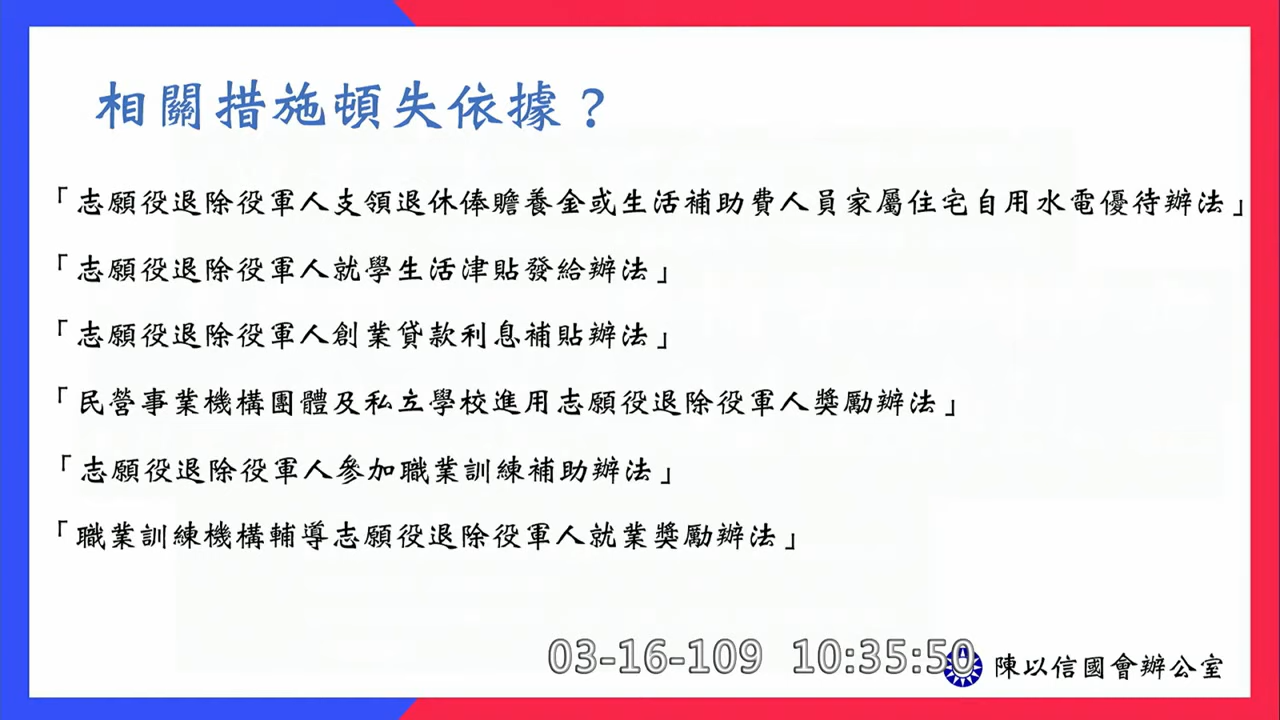 相關措施頓失依據？
「志願役退除役軍人支領退休俸贍養金或生活補助費人員家屬住宅自用水電優待辦法」
「志願役退除役軍人就學生活津貼發給辦法」
「志願役退除役軍人創業貸款利息補貼辦法」
「民營事業機構團體及私立學校進用志願役退除役軍人獎勵辦法」
「志願役退除役軍人參加職業訓練補助辦法」
「職業訓練機構輔導志願役退除役軍人就業獎勵辦法」
03-16-109 10:35:50
陳以信國會辦公室